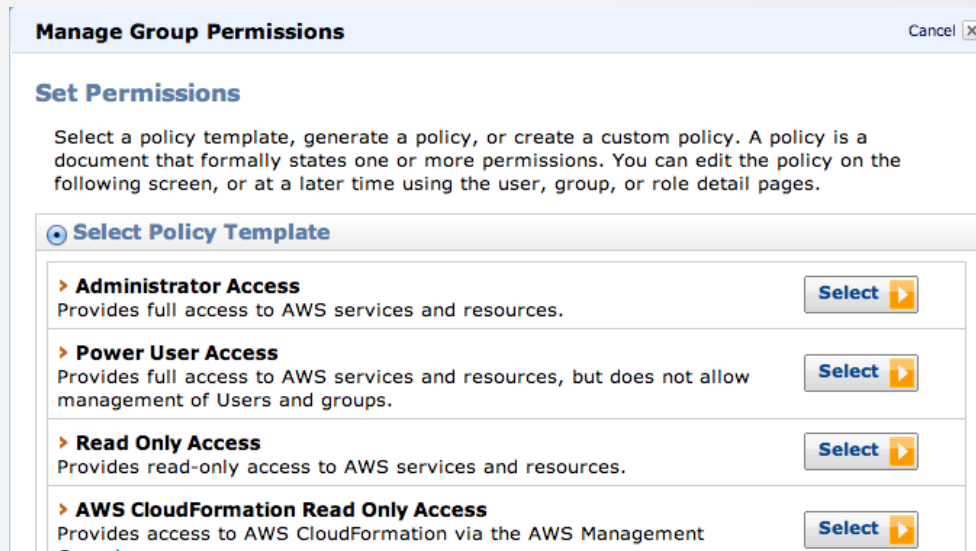 Manage Group Permissions
Cancel
Set Permissions
Select a policy template, generate a policy, or create a custom policy. A policy is a
document that formally states one or more permissions. You can edit the policy on the
following screen, or at a later time using the user, group, or role detail pages.
Select Policy Template
Administrator Access
Provides full access to AWS services and resources.
Select
Power User Access
Provides full access to AWS services and resources, but does not allow
management of Users and groups.
Select
Read Only Access
Provides read-only access to AWS services and resources.
Select
AWS CloudFormation Read Only Access
Provides access to AWS CloudFormation via the AWS Management
Select